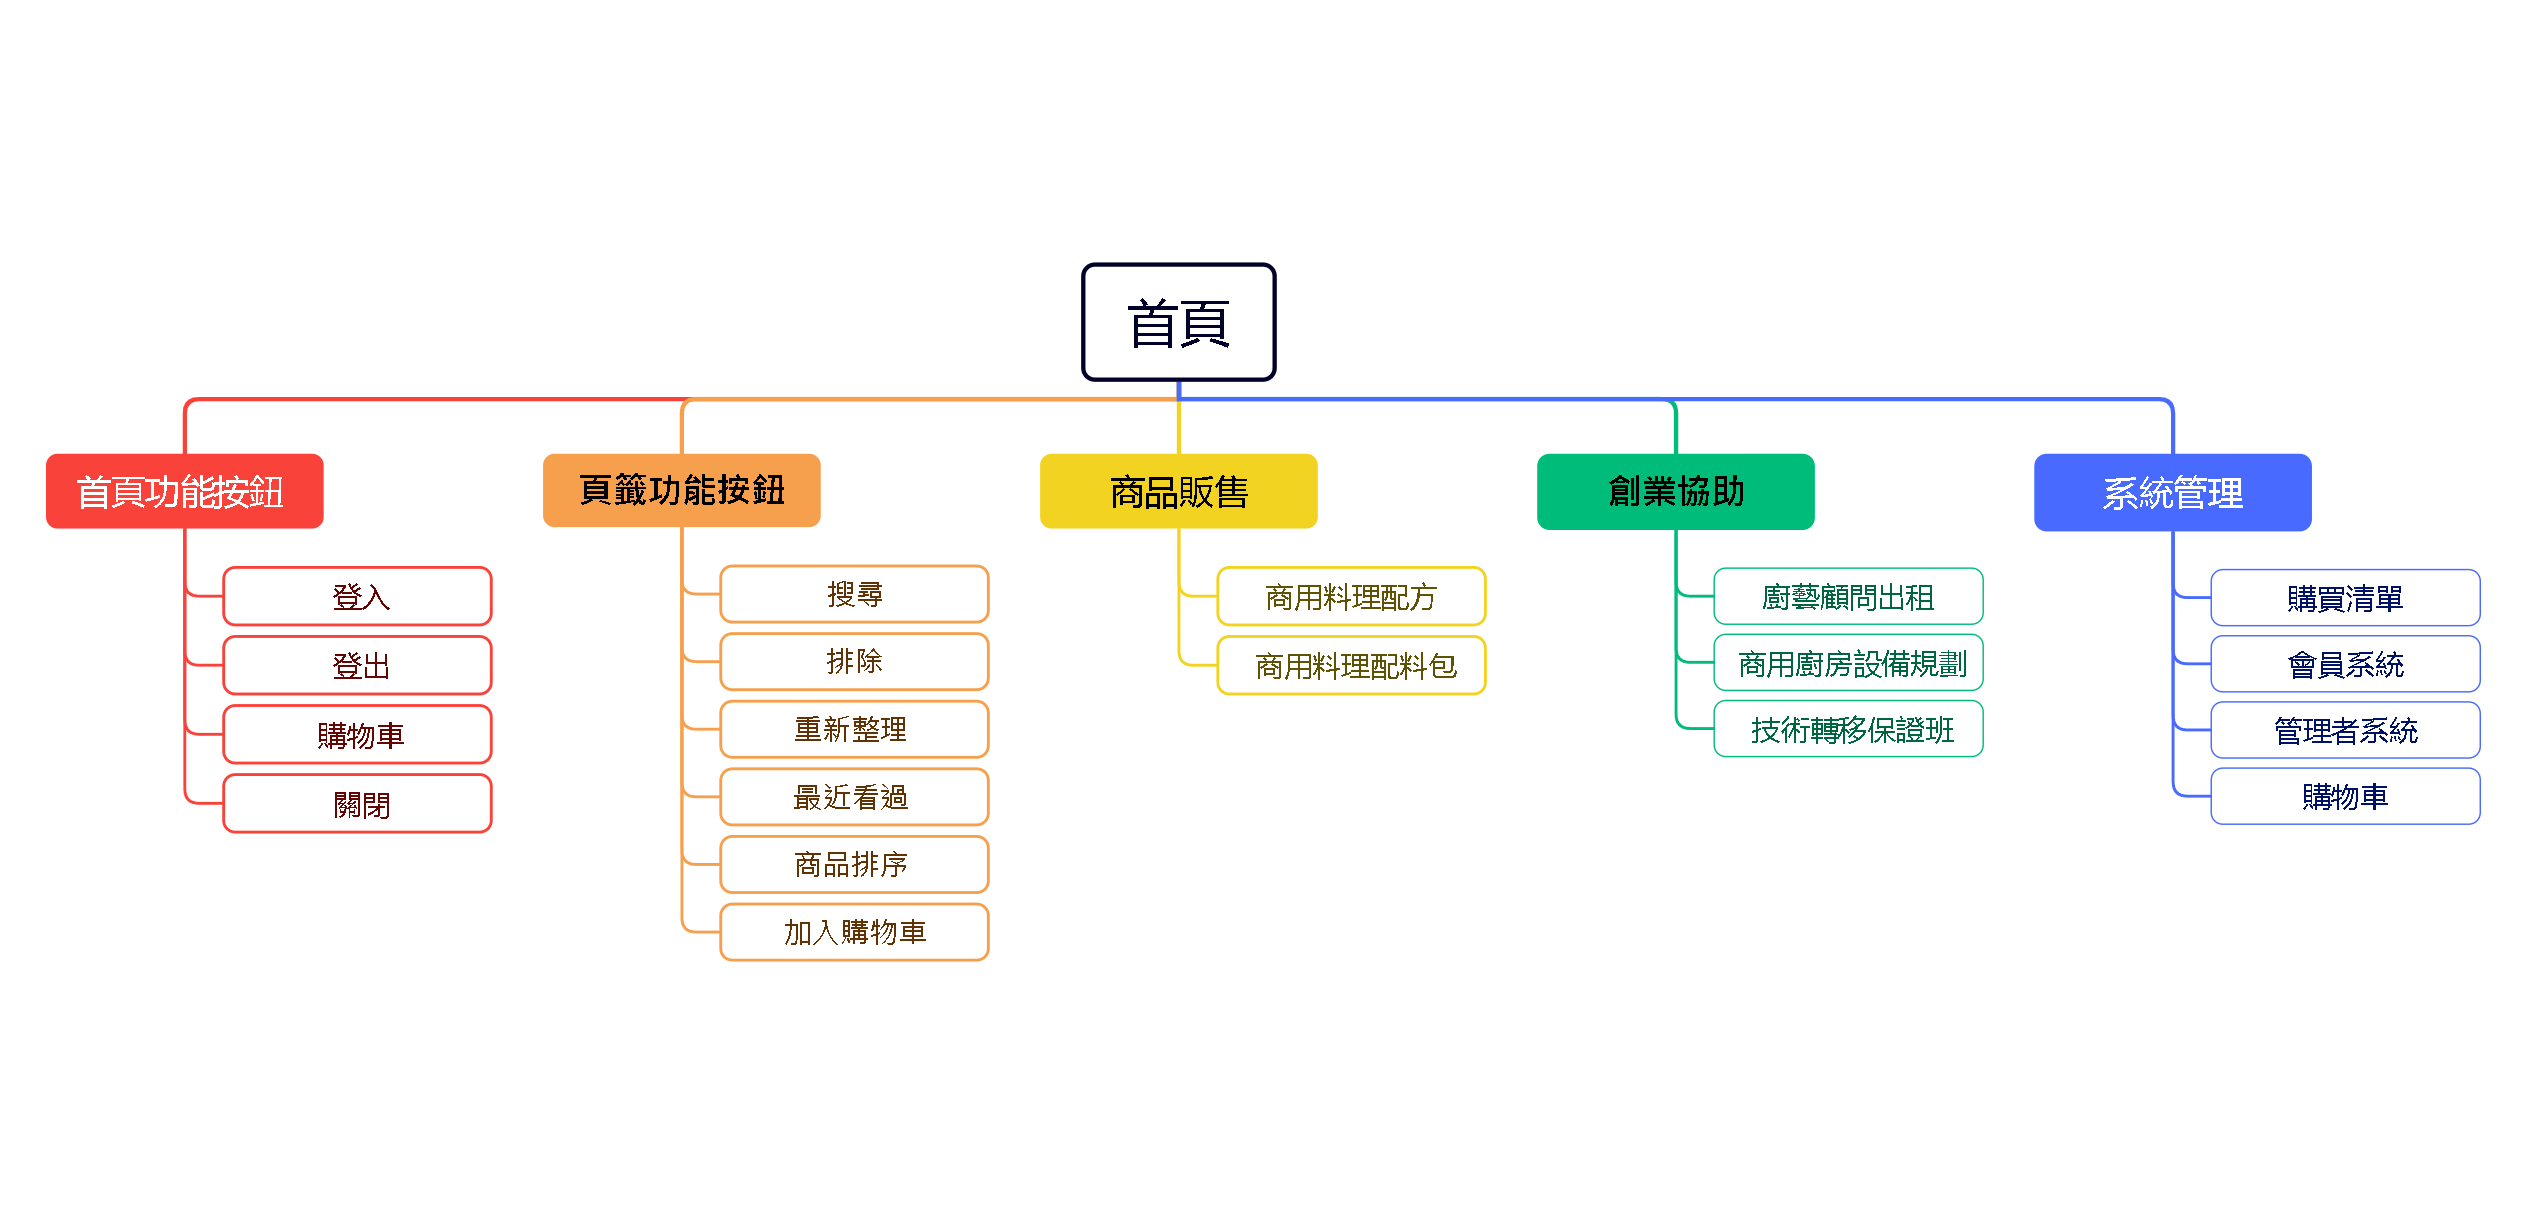 首頁
首頁功能按鈕
登入
登出
購物車
關閉
頁籤功能按鈕
搜尋
排除
重新整理
最近看過
商品排序
加入購物車
商品販售
商用料理配方
商用料理配料包
創業協助
廚藝顧問出租
商用廚房設備規劃
技術轉移保證班
系統管理
購買清單
會員系統
管理者系統
購物車